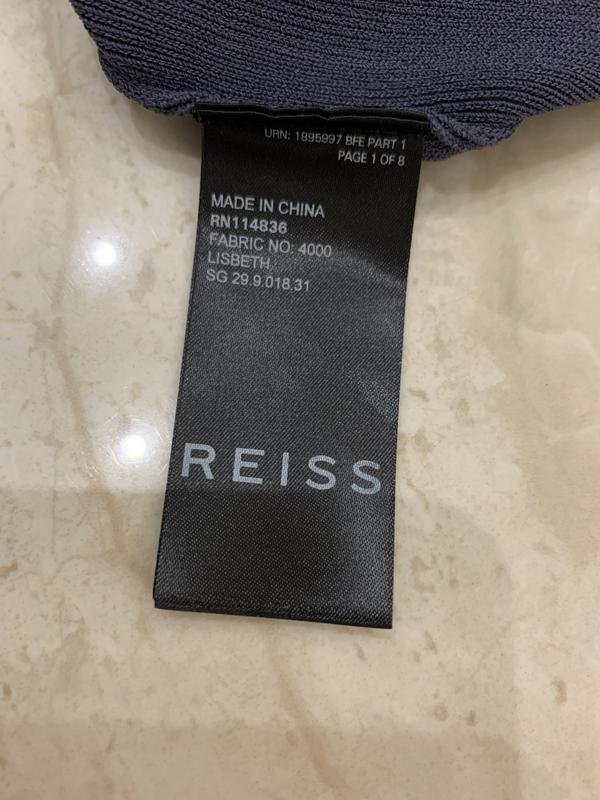 URN: 1895997 BFE PART 1
PAGE 1 OF 8
MADE IN CHINA
RN114836
FABRIC NO: 4000
LISBETH
SG 29.9.018.31
REISS